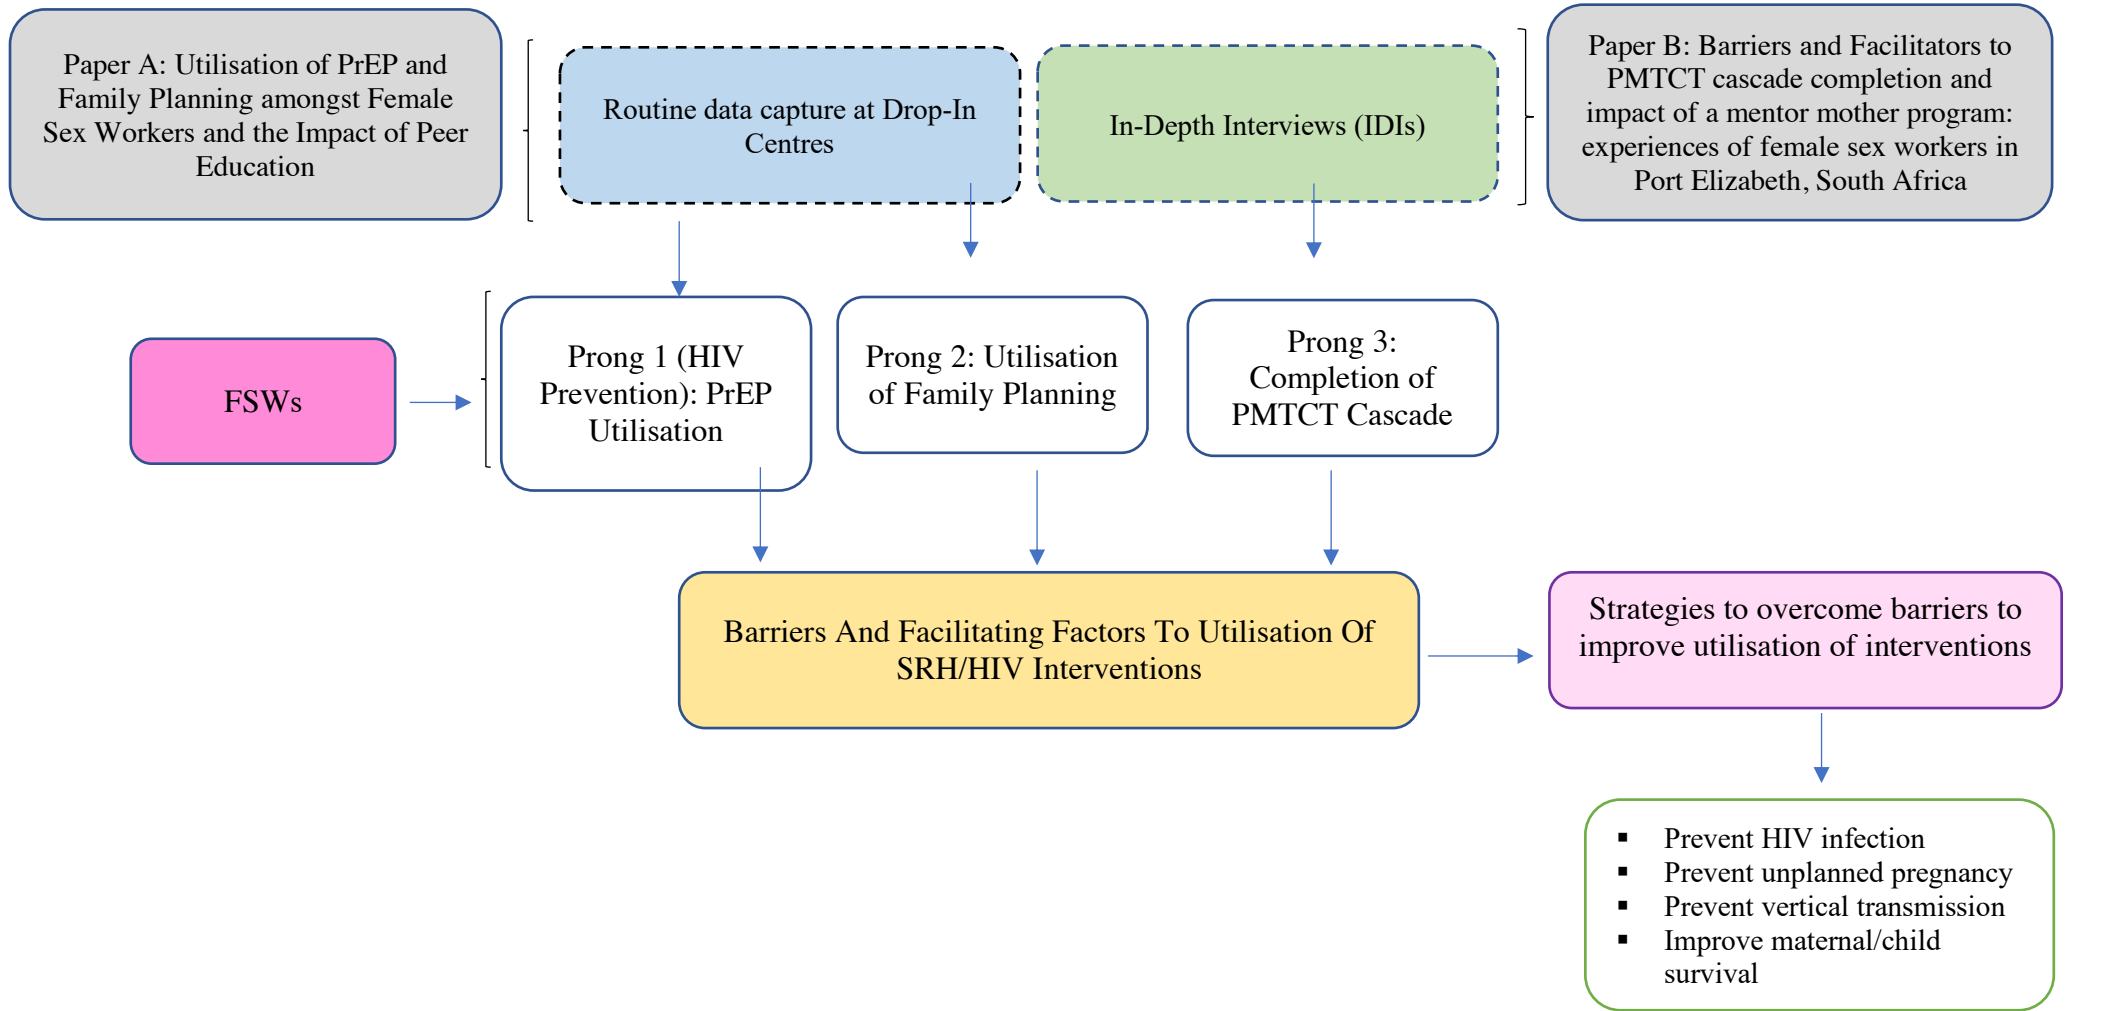 Paper A: Utilisation of PrEP and
Family Planning amongst Female
Sex Workers and the Impact of Peer
Education
Routine data capture at Drop-In
Centres
In-Depth Interviews (IDIs)
Paper B: Barriers and Facilitators to
PMTCT cascade completion and
impact of a mentor mother program:
experiences of female sex workers in
Port Elizabeth, South Africa
FSWs
Prong 1 (HIV
Prevention): PrEP
Utilisation
Prong 2: Utilisation
of Family Planning
Prong 3:
Completion of
PMTCT Cascade
Barriers And Facilitating Factors To Utilisation Of
SRH/HIV Interventions
Strategies to overcome barriers to
improve utilisation of interventions
▪ Prevent HIV infection
▪ Prevent unplanned pregnancy
▪ Prevent vertical transmission
▪ Improve maternal/child
survival